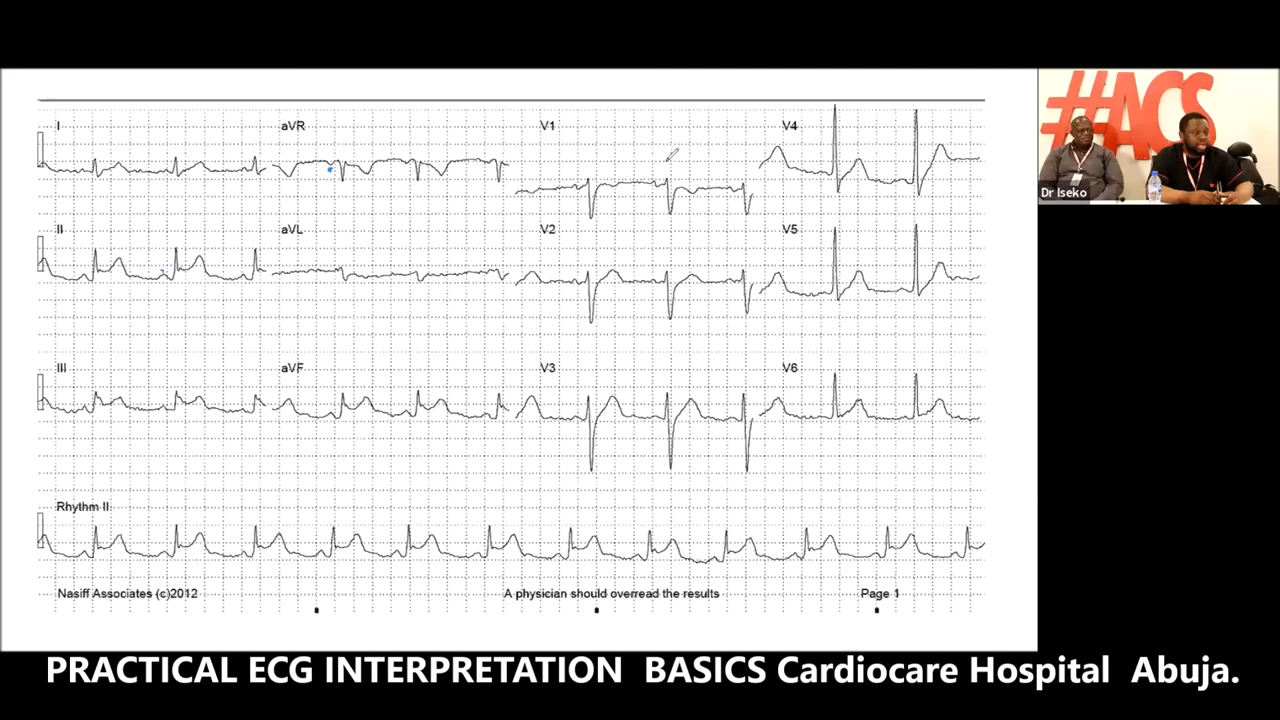 I
aVR
V1
V4
II
aVL
V2
V5
III
aVF
V3
V6
Rhythm II
Nasiff Associates (c)2012
A physician should overread the results
Page 1
#ACS
Dr Iseko
PRACTICAL ECG INTERPRETATION BASICS Cardiocare Hospital Abuja.